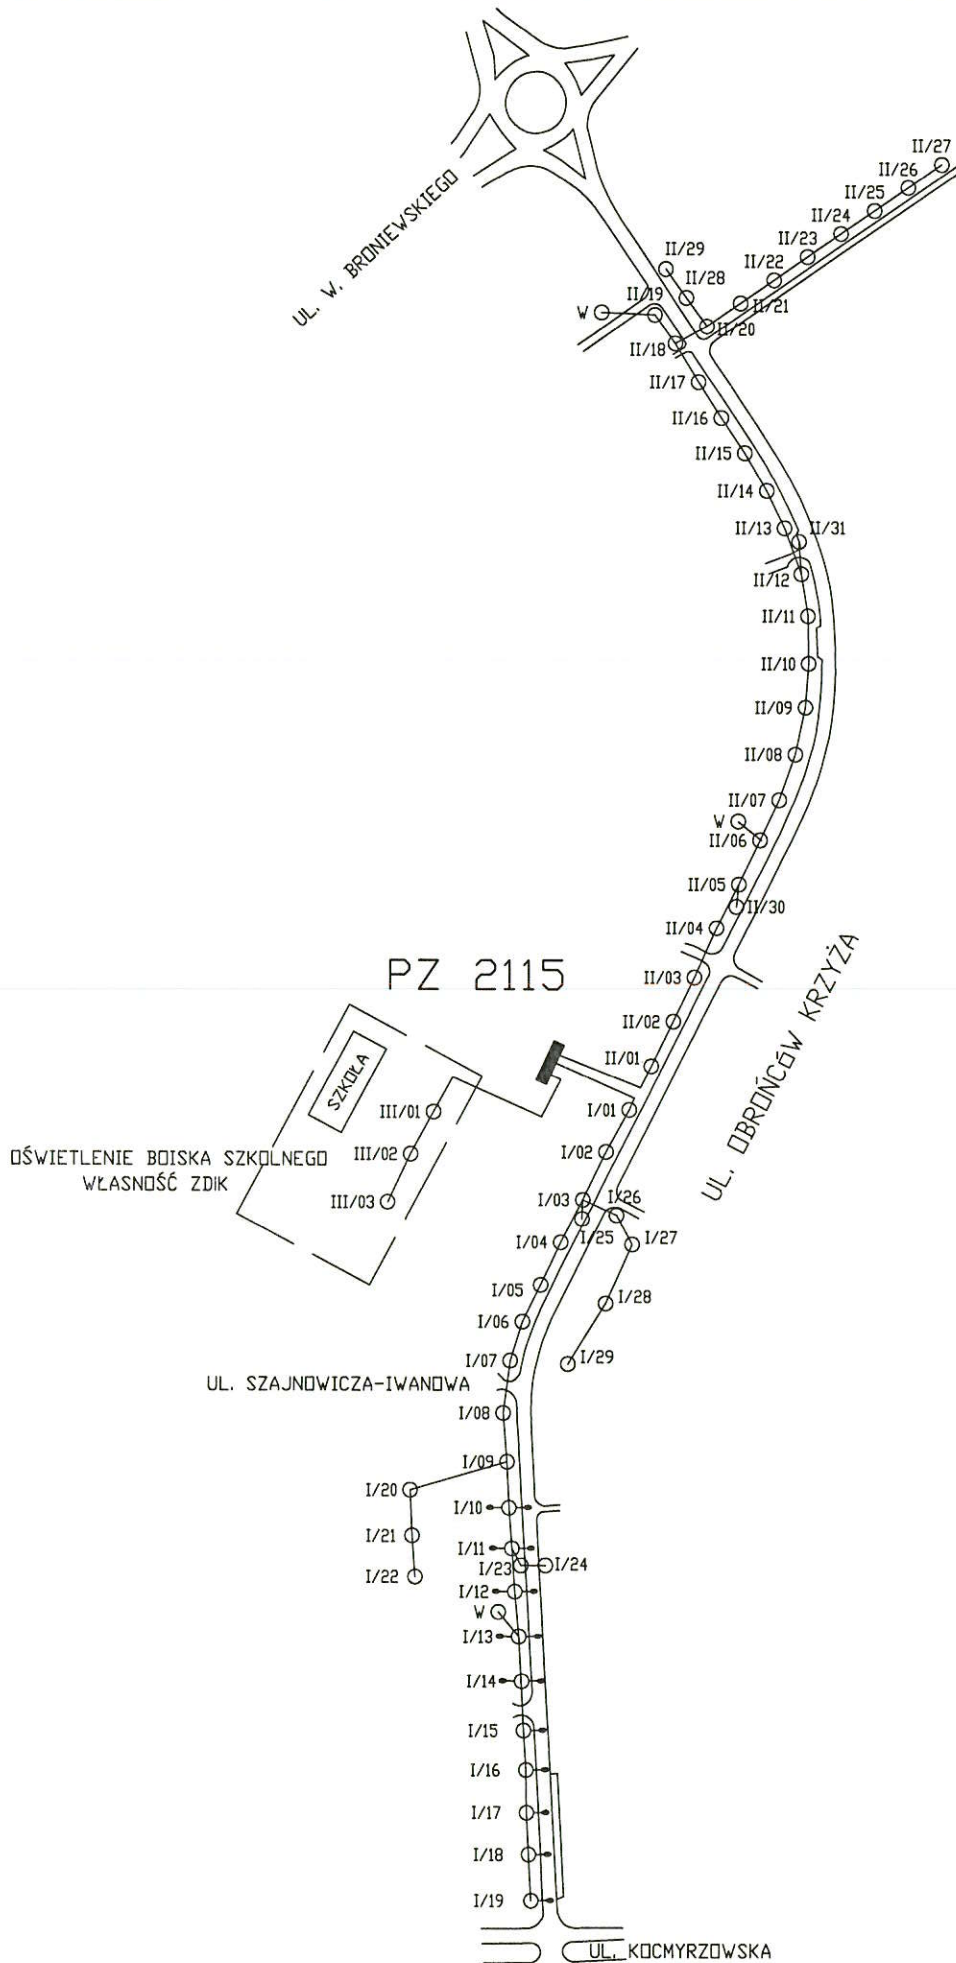 II/27
II/26
II/25
II/24
II/23
II/22
II/21
II/20
UL. W. BRONIEWSKIEGO
II/29
II/28
II/19
W
II/18
II/17
II/16
II/15
II/14
II/13
II/31
II/12
II/11
II/10
II/09
II/08
II/07
W
II/06
II/05
II/30
II/04
II/03
PZ 2115
II/02
II/01
UL. OBROŃCÓW KRZYŻA
SZKOŁA
III/01
I/01
III/02
I/02
OŚWIETLENIE BOISKA SZKOLNEGO
WŁASNOŚĆ ZDIK
III/03
I/03
I/26
I/25
I/04
I/27
I/05
I/28
I/06
I/07
I/29
UL. SZAJNOWICZA-IWANOWA
I/08
I/09
I/20
I/10
I/21
I/11
I/23
I/24
I/22
I/12
W
I/13
I/14
I/15
I/16
I/17
I/18
I/19
UL. KOCMYRZOWSKA